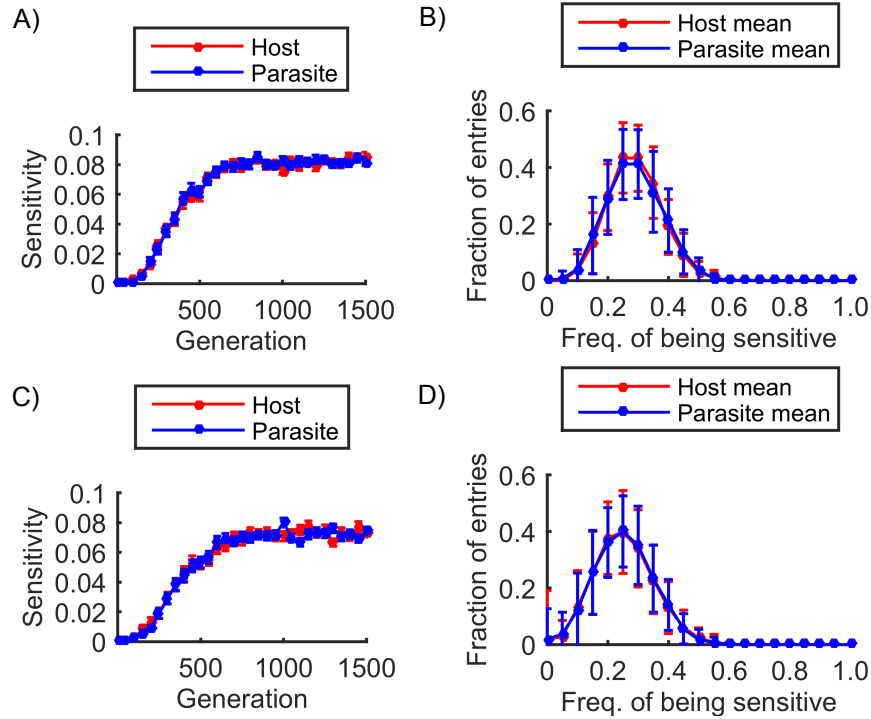 A)
Host
Parasite
0.1
0.08
0.06
0.04
0.02
0
Sensitivity
500
1000
1500
Generation
B)
Host mean
Parasite mean
0.6
0.4
0.2
0
Fraction of entries
0
0.2
0.4
0.6
0.8
1.0
Freq. of being sensitive
C)
Host
Parasite
0.1
0.08
0.06
0.04
0.02
0
Sensitivity
500
1000
1500
Generation
D)
Host mean
Parasite mean
0.6
0.4
0.2
0
Fraction of entries
0
0.2
0.4
0.6
0.8
1.0
Freq. of being sensitive